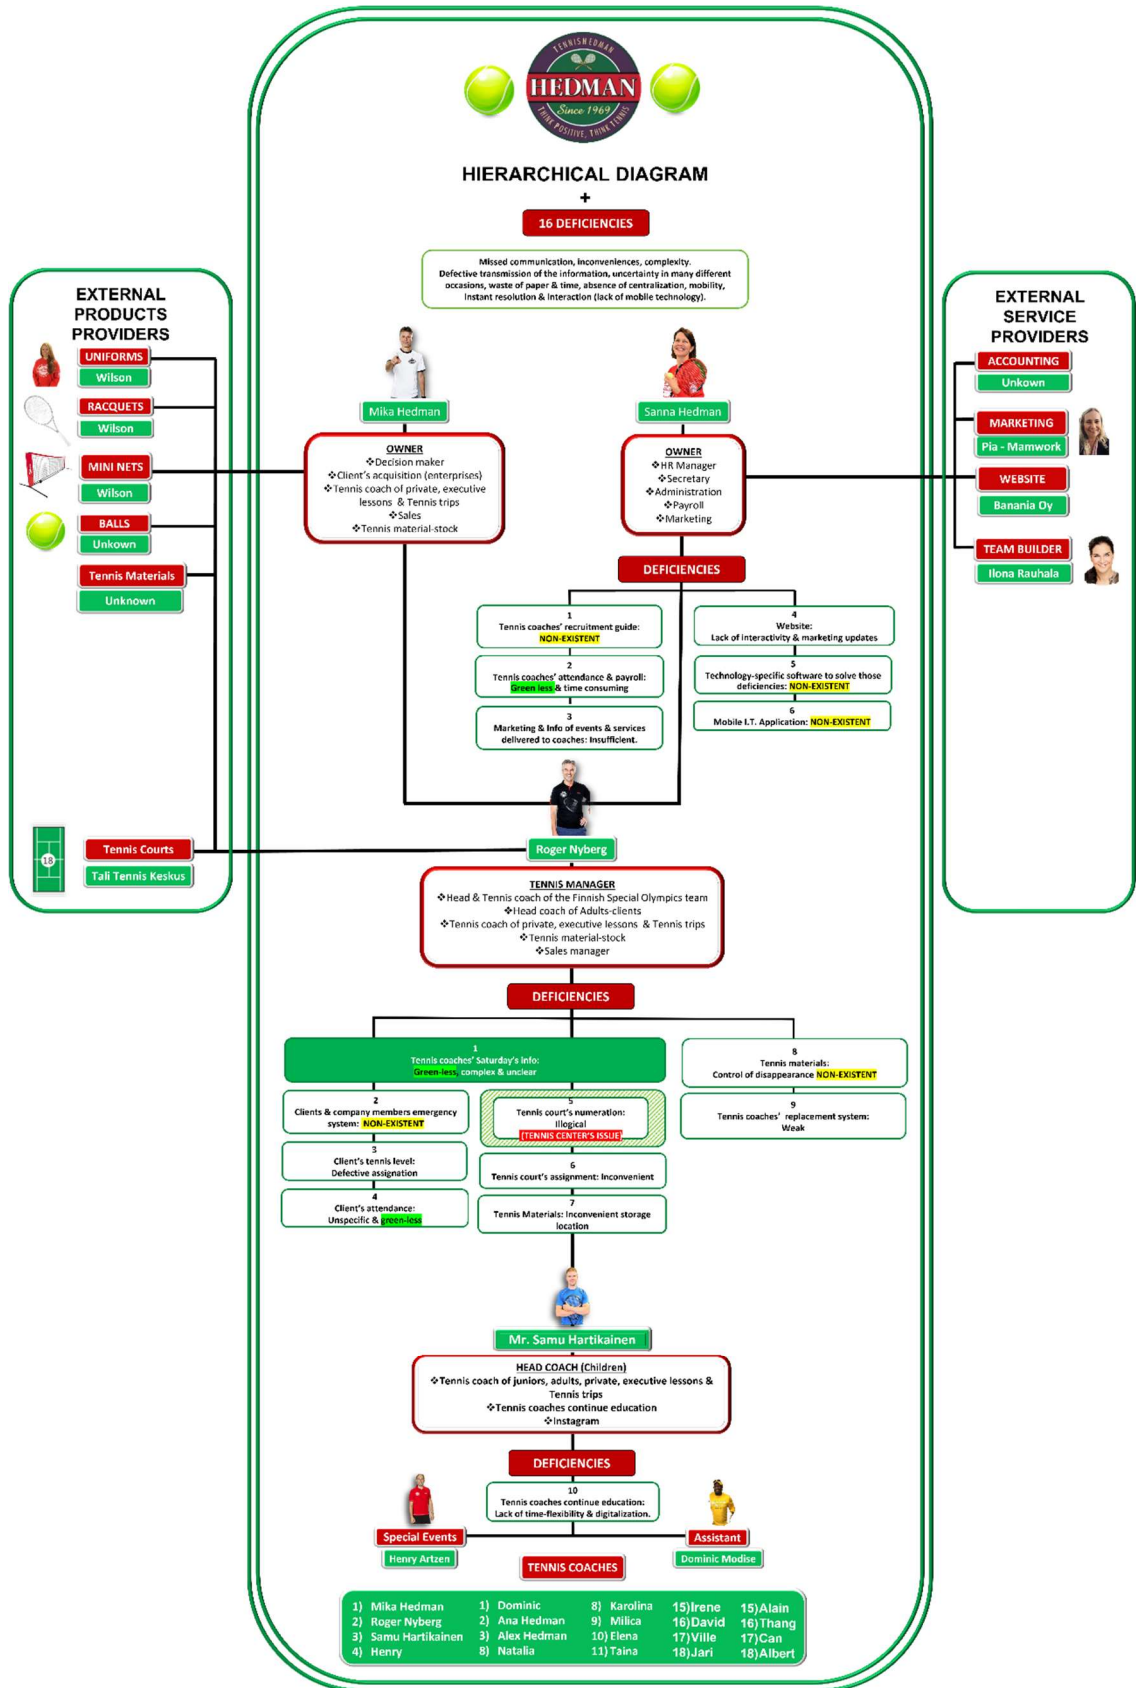 TENNISHEDMAN
HEDMAN
Since 1969
THINK POSITIVE, THINK TENNIS
HIERARCHICAL DIAGRAM
+
16 DEFICIENCIES
Missed communication, inconveniences, complexity.
Defective transmission of the information, uncertainty in many different
occasions, waste of paper & time, absence of centralization, mobility,
Instant resolution & Interaction (lack of mobile technology).
EXTERNAL
PRODUCTS
PROVIDERS
UNIFORMS
Wilson
RACQUETS
Wilson
MINI NETS
Wilson
BALLS
Unkown
Tennis Materials
Unknown
18
Tennis Courts
Tali Tennis Keskus
EXTERNAL
SERVICE
PROVIDERS
ACCOUNTING
Unkown
MARKETING
Pia - Mamwork
WEBSITE
Banania Oy
TEAM BUILDER
Ilona Rauhala
Mika Hedman
OWNER
❖Decision maker
❖Client's acquisition (enterprises)
❖Tennis coach of private, executive
lessons & Tennis trips
❖Sales
❖Tennis material-stock
Sanna Hedman
OWNER
❖HR Manager
❖Secretary
❖Administration
❖Payroll
❖Marketing
DEFICIENCIES
1
Tennis coaches' recruitment guide:
NON-EXISTENT
2
Tennis coaches' attendance & payroll:
Green less & time consuming
3
Marketing & Info of events & services
delivered to coaches: Insufficient.
4
Website:
Lack of Interactivity & marketing updates
5
Technology-specific software to solve those
deficiencies: NON-EXISTENT
6
Mobile I.T. Application: NON-EXISTENT
Roger Nyberg
TENNIS MANAGER
❖Head & Tennis coach of the Finnish Special Olympics team
❖Head coach of Adults-clients
❖Tennis coach of private, executive lessons & Tennis trips
❖Tennis material-stock
❖Sales manager
DEFICIENCIES
1
Tennis coaches' Saturday's info:
Green-less, complex & unclear
2
Clients & company members emergency
system: NON-EXISTENT
3
Client's tennis level:
Defective assignation
4
Client's attendance:
Unspecific & green-less
5
Tennis court's numeration:
Illogical
(TENNIS CENTER'S ISSUE)
6
Tennis court's assignment: Inconvenient
7
Tennis Materials: Inconvenient storage
location
8
Tennis materials:
Control of disappearance NON-EXISTENT
9
Tennis coaches' replacement system:
Weak
Mr. Samu Hartikainen
HEAD COACH (Children)
❖Tennis coach of juniors, adults, private, executive lessons &
Tennis trips
❖Tennis coaches continue education
❖Instagram
DEFICIENCIES
10
Tennis coaches continue education:
Lack of time-flexibility & digitalization.
Special Events
Henry Artzen
Assistant
Dominic Modise
TENNIS COACHES
1) Mika Hedman
2) Roger Nyberg
3) Samu Hartikainen
4) Henry
1) Dominic
2) Ana Hedman
3) Alex Hedman
8) Natalia
8) Karolina
9) Milica
10) Elena
11) Taina
15)Irene
16)David
17)Ville
18)Jari
15)Alain
16)Thang
17)Can
18)Albert